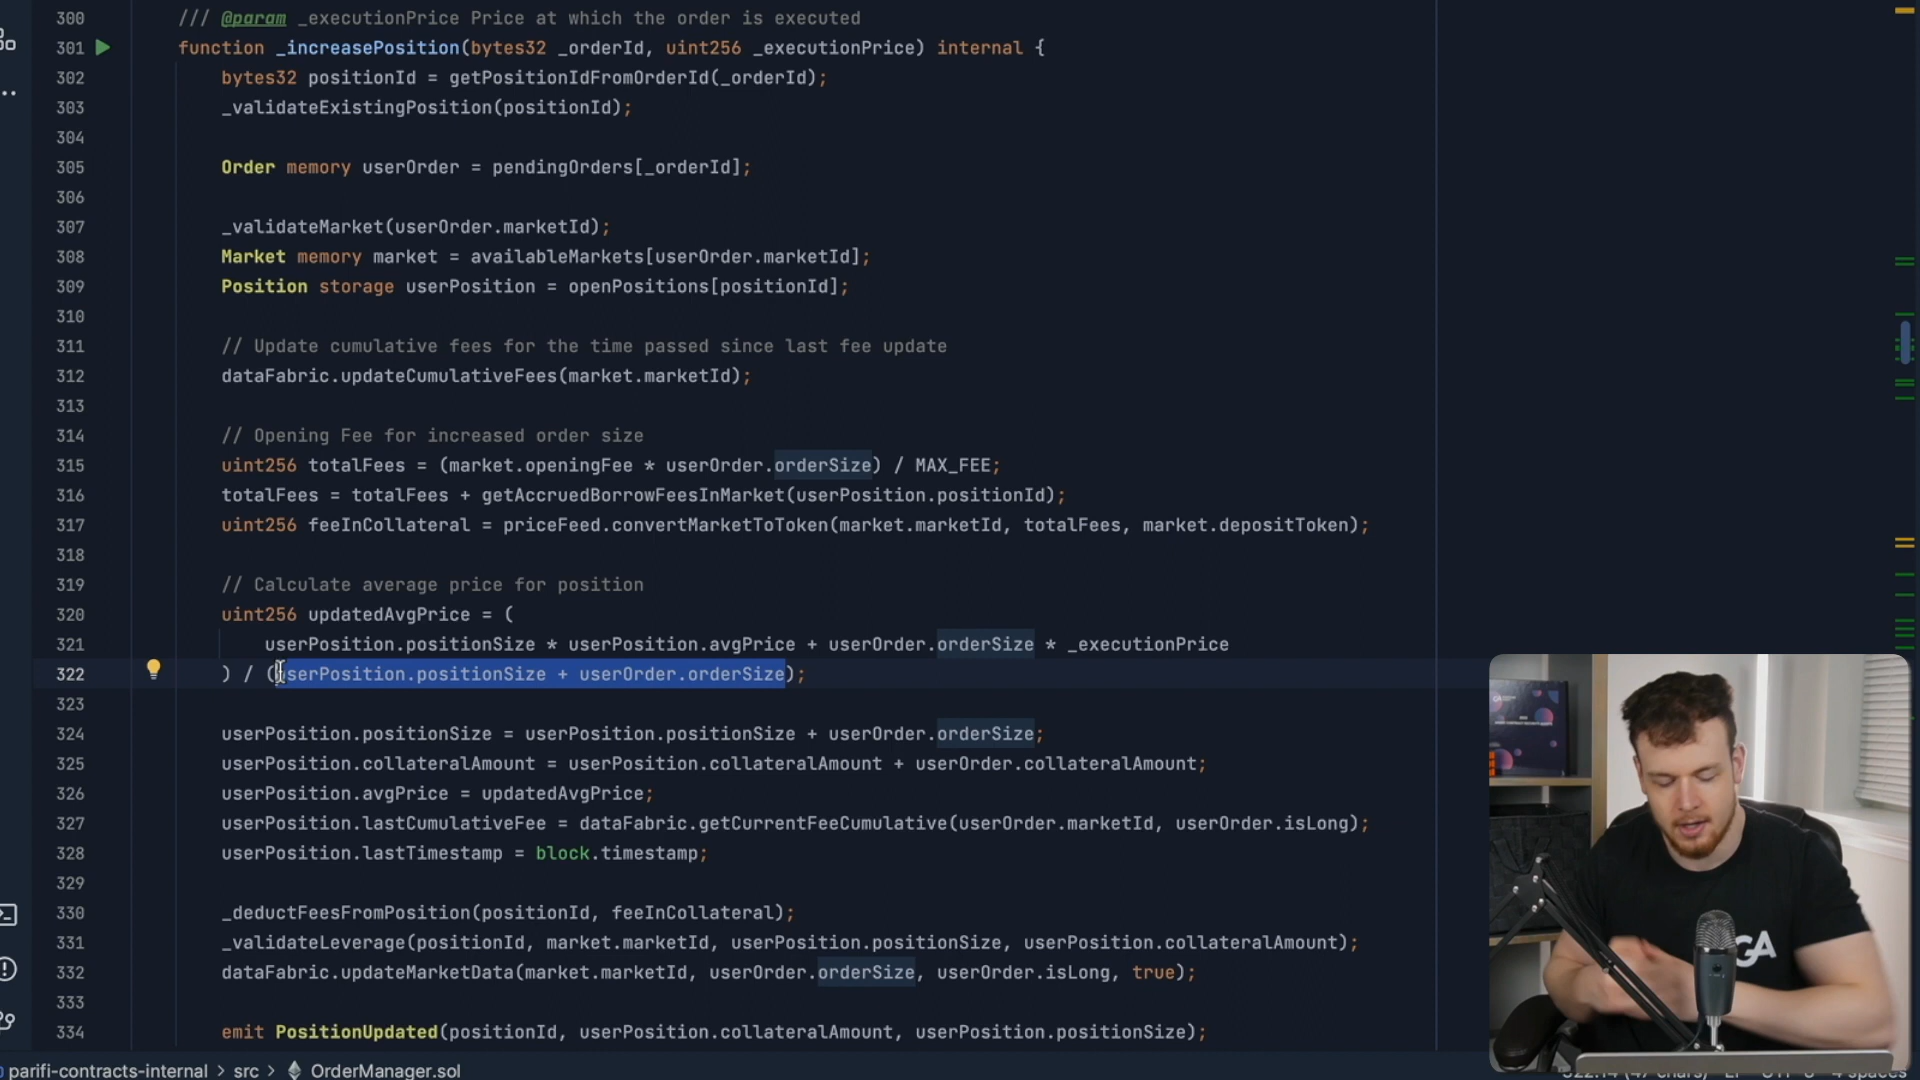 300 /// @param _executionPrice Price at which the order is executed
301 function _increasePosition(bytes32 _orderId, uint256 _executionPrice) internal {
302 bytes32 positionId = getPositionIdFromOrderId(_orderId);
303 _validateExistingPosition(positionId);
304
305 Order memory userOrder = pendingOrders[_orderId];
306
307 _validateMarket(userOrder.marketId);
308 Market memory market = availableMarkets[userOrder.marketId];
309 Position storage userPosition = openPositions[positionId];
310
311 // Update cumulative fees for the time passed since last fee update
312 dataFabric.updateCumulativeFees(market.marketId);
313
314 // Opening Fee for increased order size
315 uint256 totalFees = (market.openingFee * userOrder.orderSize) / MAX_FEE;
316 totalFees = totalFees + getAccruedBorrowFeesInMarket(userPosition.positionId);
317 uint256 feeInCollateral = priceFeed.convertMarketToToken(market.marketId, totalFees, market.depositToken);
318
319 // Calculate average price for position
320 uint256 updatedAvgPrice = (
321 userPosition.positionSize * userPosition.avgPrice + userOrder.orderSize * _executionPrice
322 ) / (userPosition.positionSize + userOrder.orderSize);
323
324 userPosition.positionSize = userPosition.positionSize + userOrder.orderSize;
325 userPosition.collateralAmount = userPosition.collateralAmount + userOrder.collateralAmount;
326 userPosition.avgPrice = updatedAvgPrice;
327 userPosition.lastCumulativeFee = dataFabric.getCurrentFeeCumulative(userOrder.marketId, userOrder.isLong);
328 userPosition.lastTimestamp = block.timestamp;
329
330 _deductFeesFromPosition(positionId, feeInCollateral);
331 _validateLeverage(positionId, market.marketId, userPosition.positionSize, userPosition.collateralAmount);
332 dataFabric.updateMarketData(market.marketId, userOrder.orderSize, userOrder.isLong, true);
333
334 emit PositionUpdated(positionId, userPosition.collateralAmount, userPosition.positionSize);
GA
parifi-contracts-internal > src > OrderManager.sol